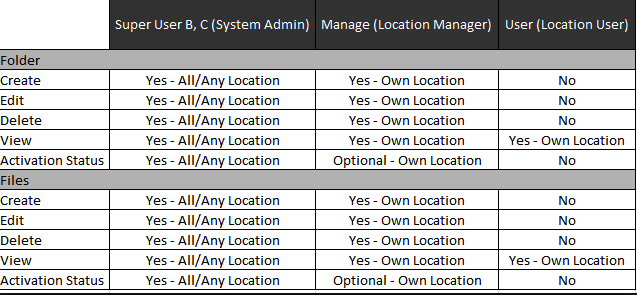 Super User B, C (System Admin) Manage (Location Manager) User (Location User)
Folder
Create Yes - All/Any Location Yes - Own Location No
Edit Yes - All/Any Location Yes - Own Location No
Delete Yes - All/Any Location Yes - Own Location No
View Yes - All/Any Location Yes - Own Location Yes - Own Location
Activation Status Yes - All/Any Location Optional - Own Location No
Files
Create Yes - All/Any Location Yes - Own Location No
Edit Yes - All/Any Location Yes - Own Location No
Delete Yes - All/Any Location Yes - Own Location No
View Yes - All/Any Location Yes - Own Location Yes - Own Location
Activation Status Yes - All/Any Location Optional - Own Location No